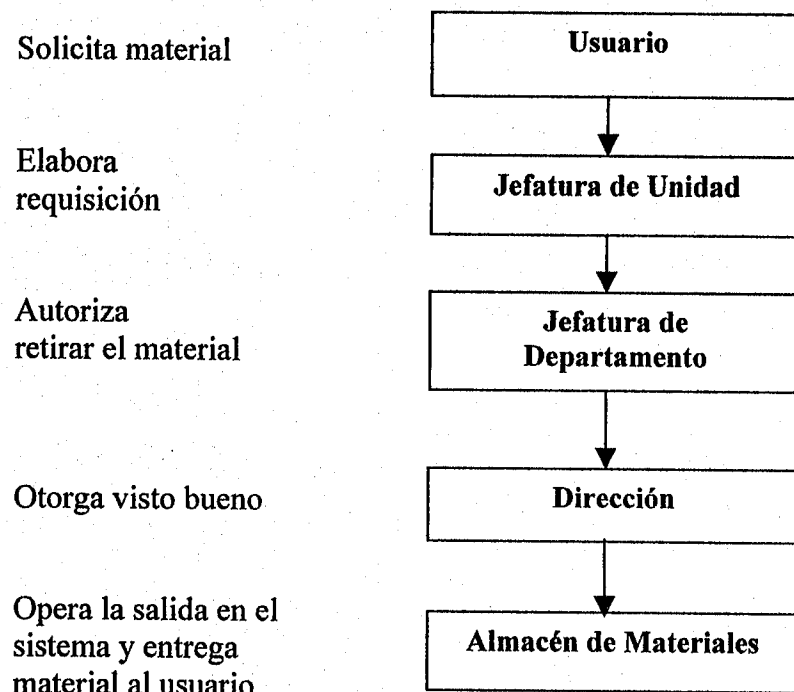 Solicita material
Usuario
Elabora
requisición
Jefatura de Unidad
Autoriza
retirar el material
Jefatura de
Departamento
Otorga visto bueno
Dirección
Opera la salida en el
sistema y entrega
material al usuario
Almacén de Materiales